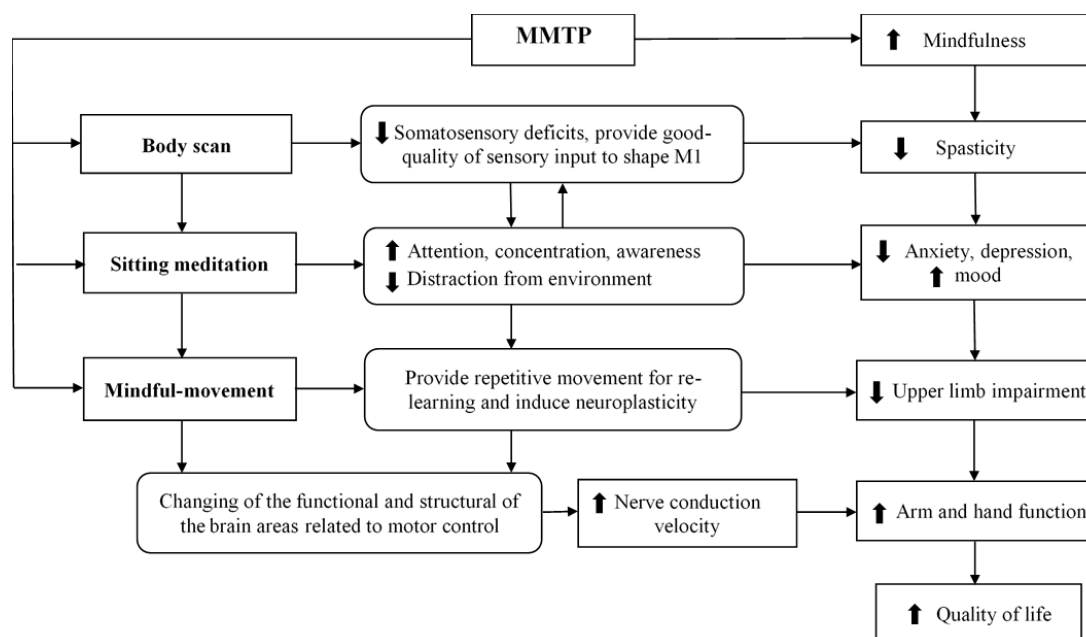 MMTP
⬆ Mindfulness
Body scan
⬇ Somatosensory deficits, provide good-
quality of sensory input to shape M1
⬇ Spasticity
Sitting meditation
⬆ Attention, concentration, awareness
⬇ Distraction from environment
⬇ Anxiety, depression,
⬆ mood
Mindful-movement
Provide repetitive movement for re-
learning and induce neuroplasticity
⬇ Upper limb impairment
Changing of the functional and structural of
the brain areas related to motor control
⬆ Nerve conduction
velocity
⬆ Arm and hand function
⬆ Quality of life